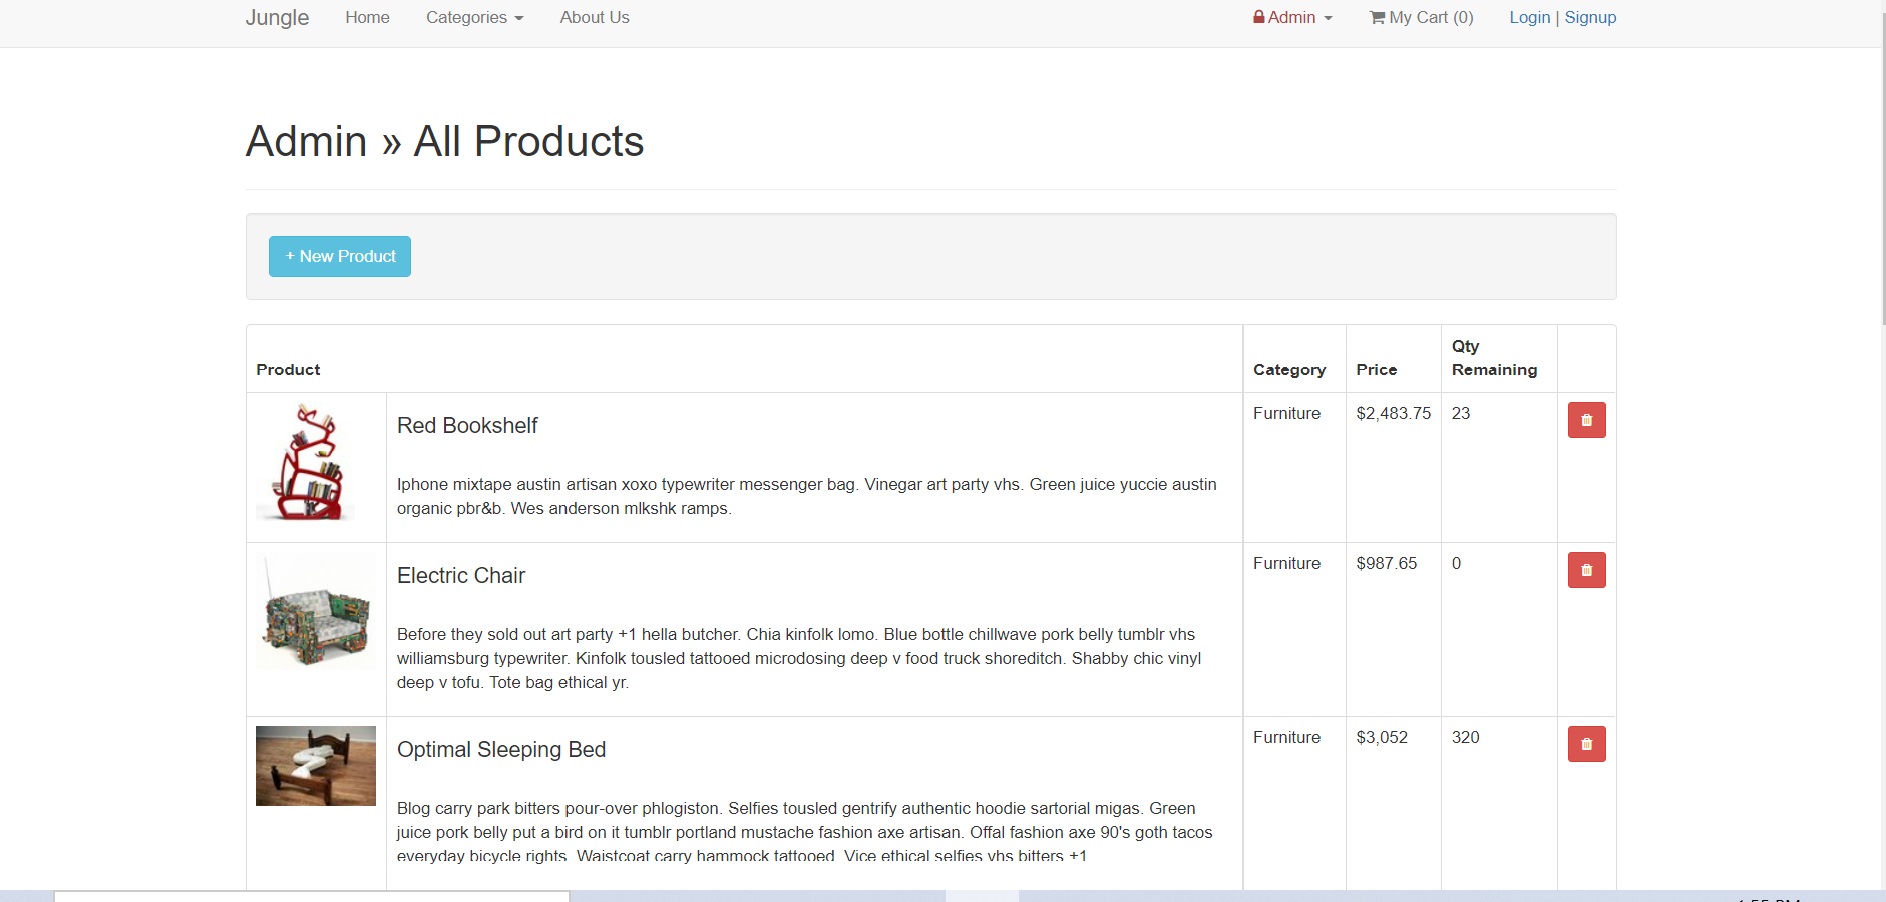 Jungle Home Categories About Us Admin My Cart (0) Login | Signup
Admin » All Products
+ New Product
Product Category Price Qty Remaining
Red Bookshelf Furniture $2,483.75 23
Iphone mixtape austin artisan xoxo typewriter messenger bag. Vinegar art party vhs. Green juice yuccie austin
organic pbr&b. Wes anderson mlkshk ramps.
Electric Chair Furniture $987.65 0
Before they sold out art party +1 hella butcher. Chia kinfolk lomo. Blue bottle chillwave pork belly tumblr vhs
williamsburg typewriter. Kinfolk tousled tattooed microdosing deep v food truck shoreditch. Shabby chic vinyl
deep v tofu. Tote bag ethical yr.
Optimal Sleeping Bed Furniture $3,052 320
Blog carry park bitters pour-over phlogiston. Selfies tousled gentrify authentic hoodie sartorial migas. Green
juice pork belly put a bird on it tumblr portland mustache fashion axe artisan. Offal fashion axe 90's goth tacos
everyday bicycle rights. Waistcoat carry hammock tattooed. Vice ethical selfies vhs bitters +1